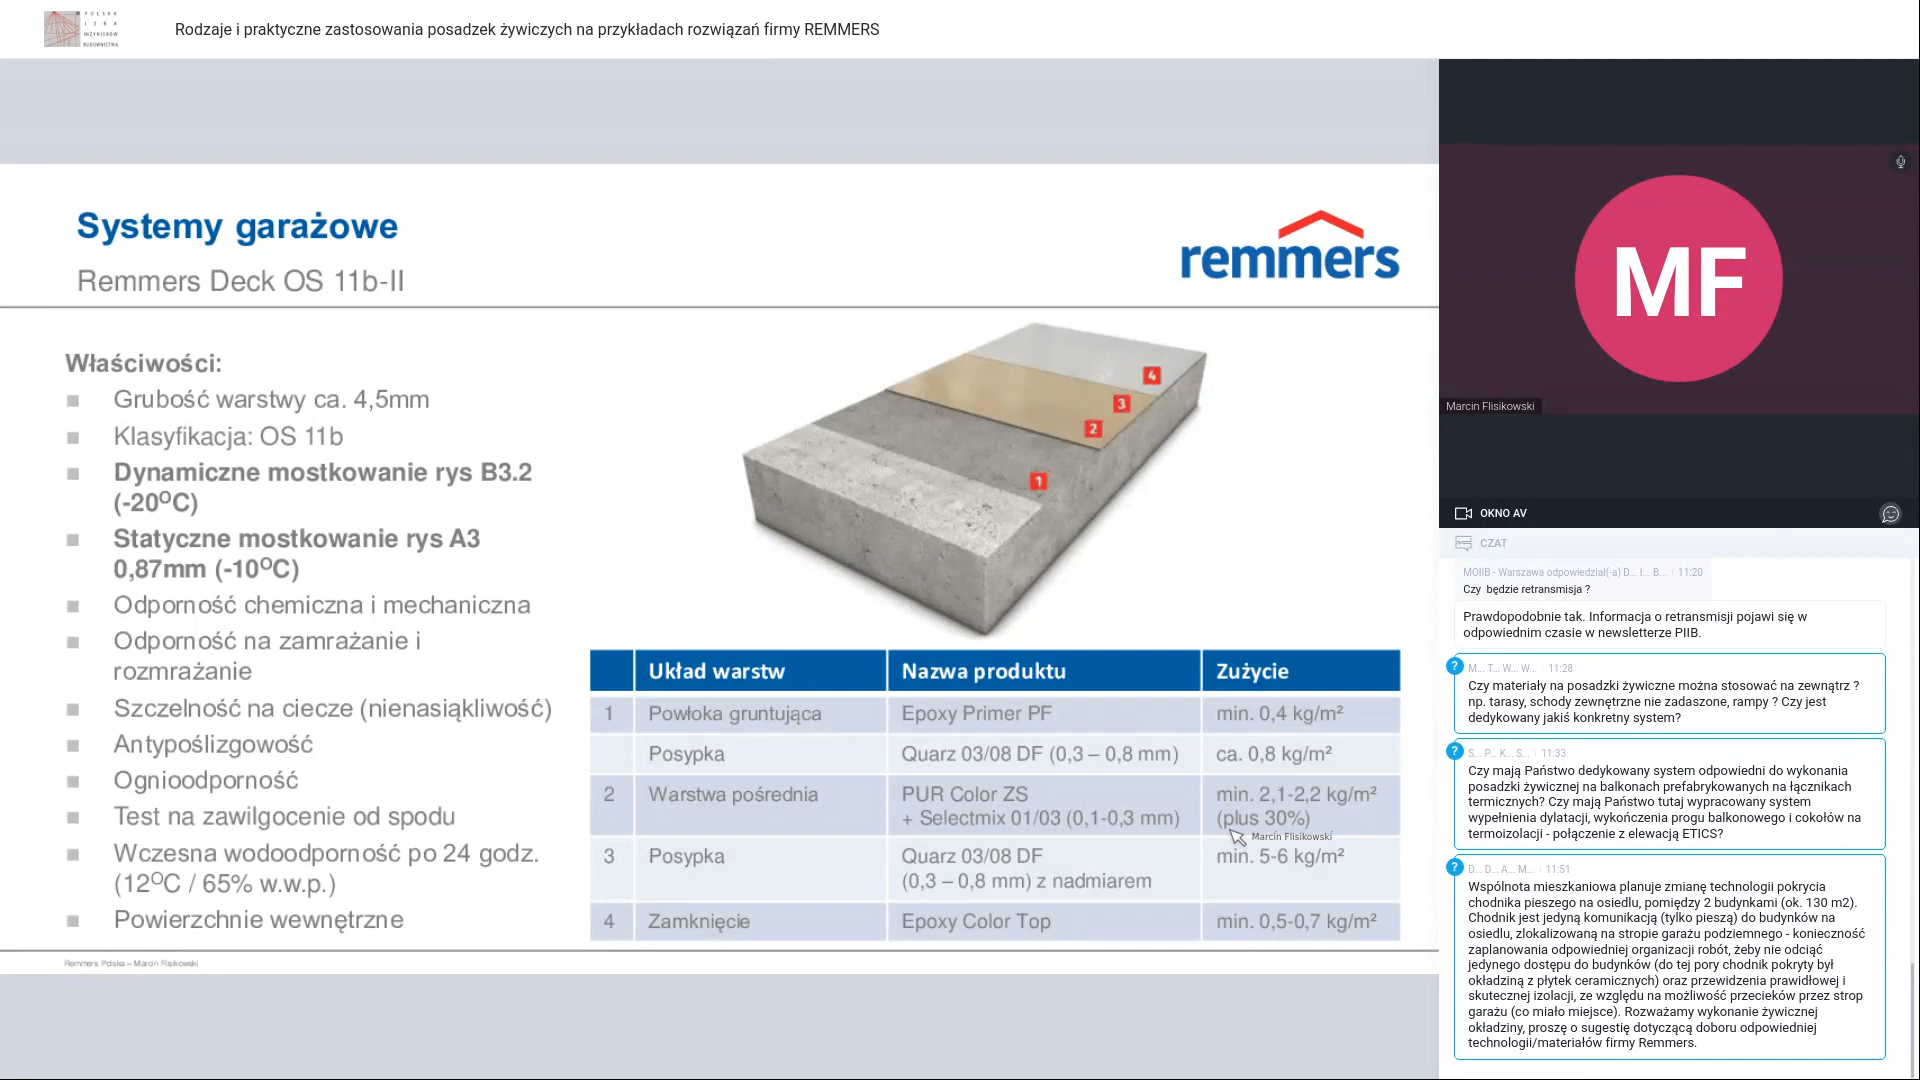 POLSKA
IZBA
INŻYNIERÓW
BUDOWNICTWA
Rodzaje i praktyczne zastosowania posadzek żywicznych na przykładach rozwiązań firmy REMMERS
Systemy garażowe
Remmers Deck OS 11b-II
remmers
Właściwości:
Grubość warstwy ca. 4,5mm
Klasyfikacja: OS 11b
Dynamiczne mostkowanie rys B3.2
(-20ᴼC)
Statyczne mostkowanie rys A3
0,87mm (-10ᴼC)
Odporność chemiczna i mechaniczna
Odporność na zamrażanie i
rozmrażanie
Szczelność na ciecze (nienasiąkliwość)
Antypoślizgowość
Ognioodporność
Test na zawilgocenie od spodu
Wczesna wodoodporność po 24 godz.
(12ᴼC / 65% w.w.p.)
Powierzchnie wewnętrzne
4
3
2
1
Układ warstw Nazwa produktu Zużycie
1 Powłoka gruntująca Epoxy Primer PF min. 0,4 kg/m²
Posypka Quarz 03/08 DF (0,3 – 0,8 mm) ca. 0,8 kg/m²
2 Warstwa pośrednia PUR Color ZS min. 2,1-2,2 kg/m²
+ Selectmix 01/03 (0,1-0,3 mm) (plus 30%)
Marcin Flisikowski
3 Posypka Quarz 03/08 DF min. 5-6 kg/m²
(0,3 – 0,8 mm) z nadmiarem
4 Zamknięcie Epoxy Color Top min. 0,5-0,7 kg/m²
Remmers Polska – Marcin Flisikowski
MF
Marcin Flisikowski
OKNO AV
CZAT
MOIIB - Warszawa odpowiedział(-a) D... I... B... 11:20
Czy będzie retransmisja ?
Prawdopodobnie tak. Informacja o retransmisji pojawi się w
odpowiednim czasie w newsletterze PIIB.
? M... T... W... W... 11:28
Czy materiały na posadzki żywiczne można stosować na zewnątrz ?
np. tarasy, schody zewnętrzne nie zadaszone, rampy ? Czy jest
dedykowany jakiś konkretny system?
? S... P... K... S... 11:33
Czy mają Państwo dedykowany system odpowiedni do wykonania
posadzki żywicznej na balkonach prefabrykowanych na łącznikach
termicznych? Czy mają Państwo tutaj wypracowany system
wypełnienia dylatacji, wykończenia progu balkonowego i cokołów na
termoizolacji - połączenie z elewacją ETICS?
? D... D... A... M... 11:51
Wspólnota mieszkaniowa planuje zmianę technologii pokrycia
chodnika pieszego na osiedlu, pomiędzy 2 budynkami (ok. 130 m2).
Chodnik jest jedyną komunikacją (tylko pieszą) do budynków na
osiedlu, zlokalizowaną na stropie garażu podziemnego - konieczność
zaplanowania odpowiedniej organizacji robót, żeby nie odciąć
jedynego dostępu do budynków (do tej pory chodnik pokryty był
okładziną z płytek ceramicznych) oraz przewidzenia prawidłowej i
skutecznej izolacji, ze względu na możliwość przecieków przez strop
garażu (co miało miejsce). Rozważamy wykonanie żywicznej
okładziny, proszę o sugestię dotyczącą doboru odpowiedniej
technologii/materiałów firmy Remmers.